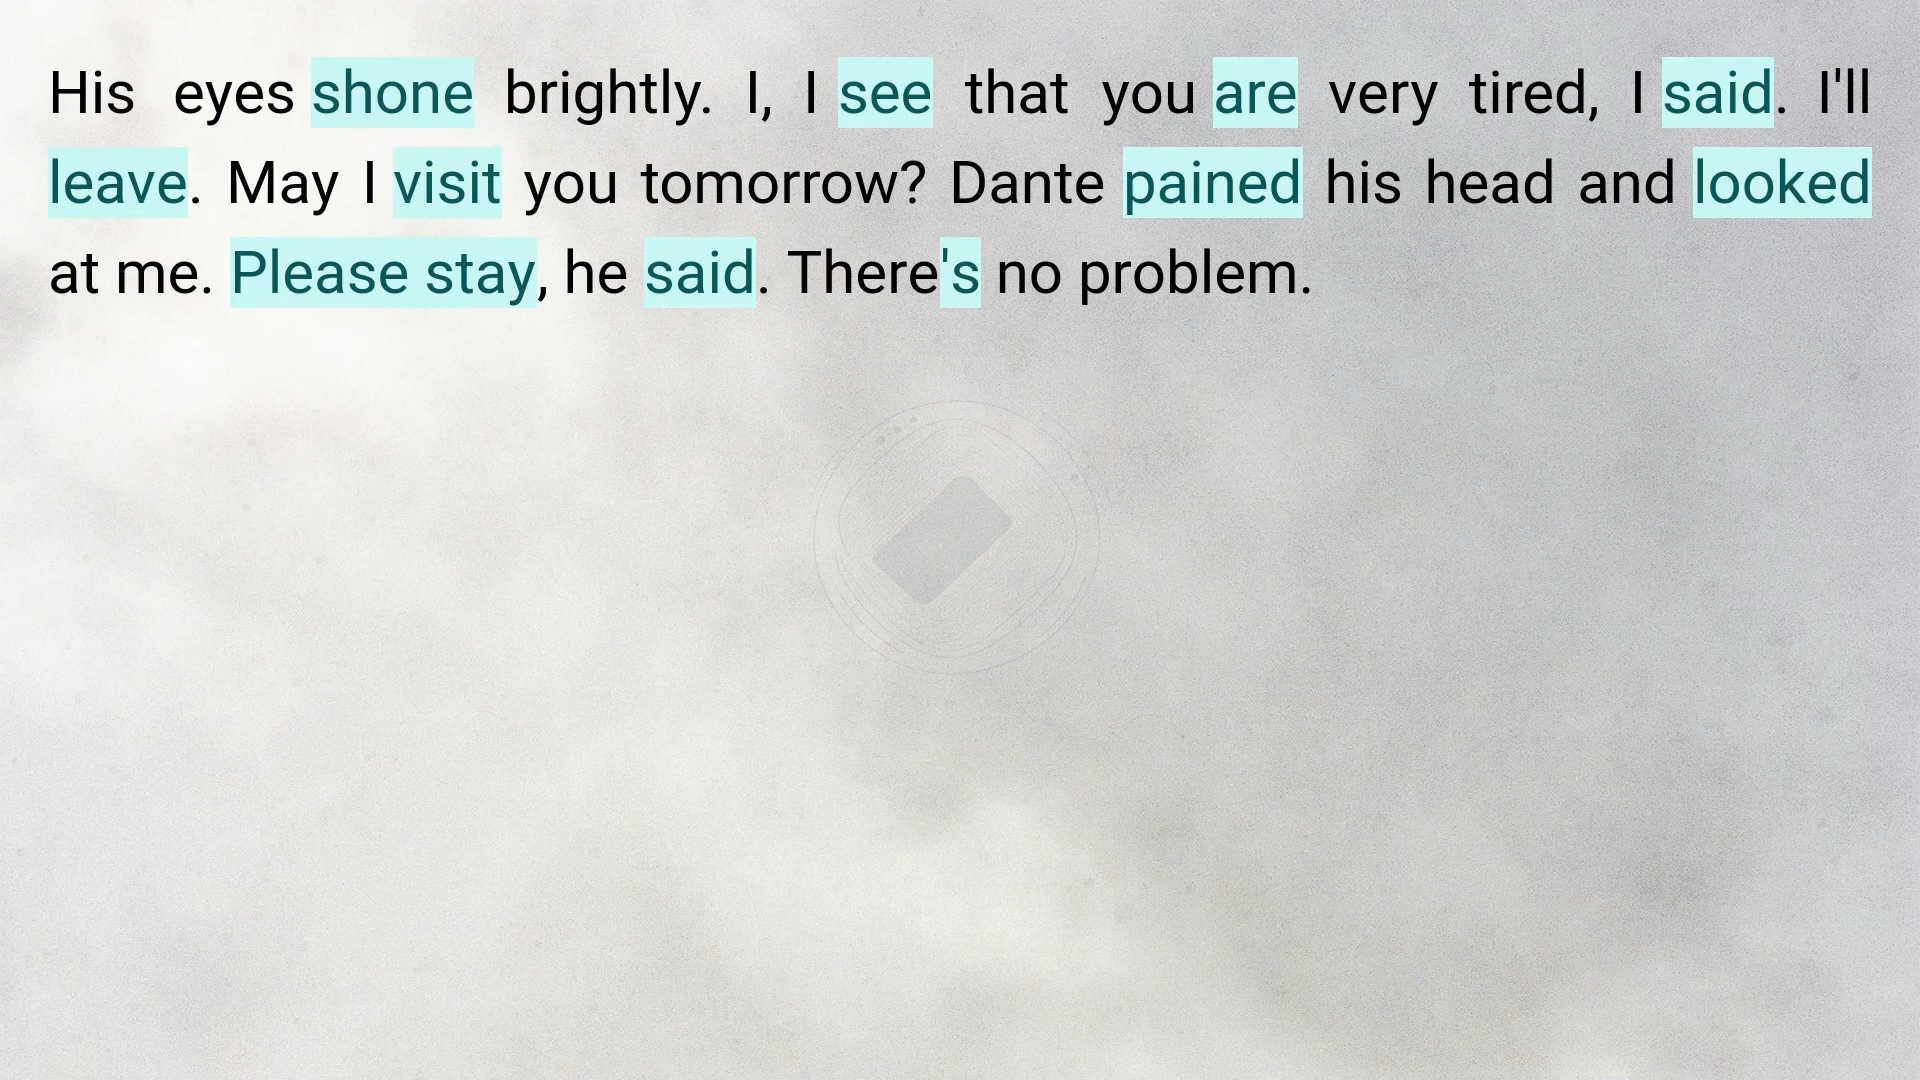 His eyes shone brightly. I, I see that you are very tired, I said. I'll
leave. May I visit you tomorrow? Dante pained his head and looked
at me. Please stay, he said. There's no problem.